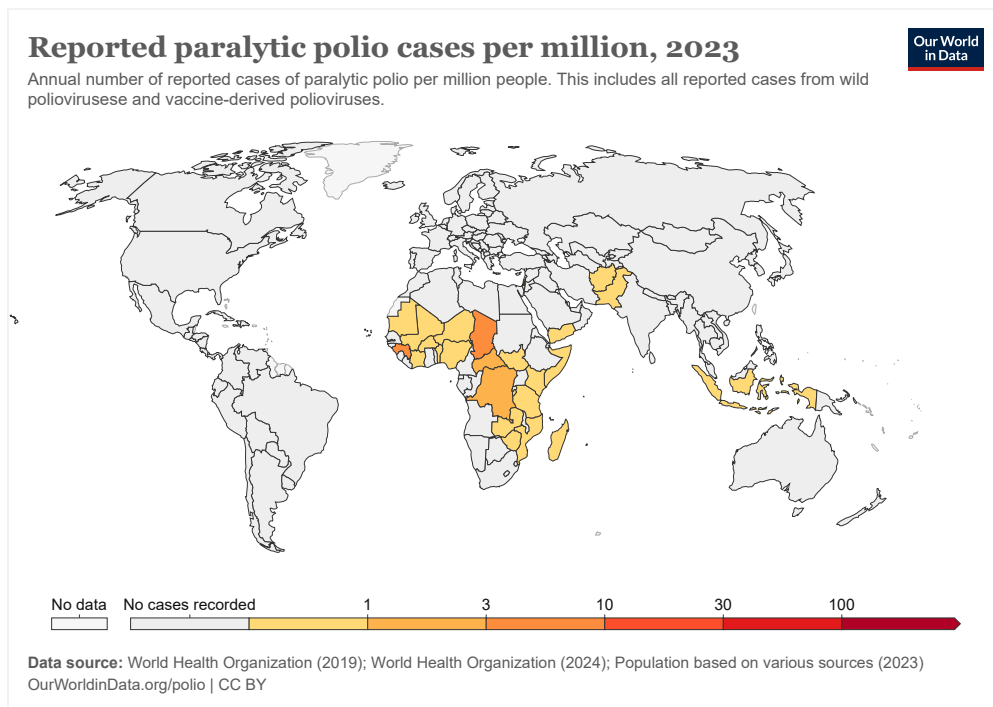 Reported paralytic polio cases per million, 2023
Our World
in Data
Annual number of reported cases of paralytic polio per million people. This includes all reported cases from wild
poliovirusese and vaccine-derived polioviruses.
No data
No cases recorded
1
3
10
30
100
Data source: World Health Organization (2019); World Health Organization (2024); Population based on various sources (2023)
OurWorldinData.org/polio | CC BY